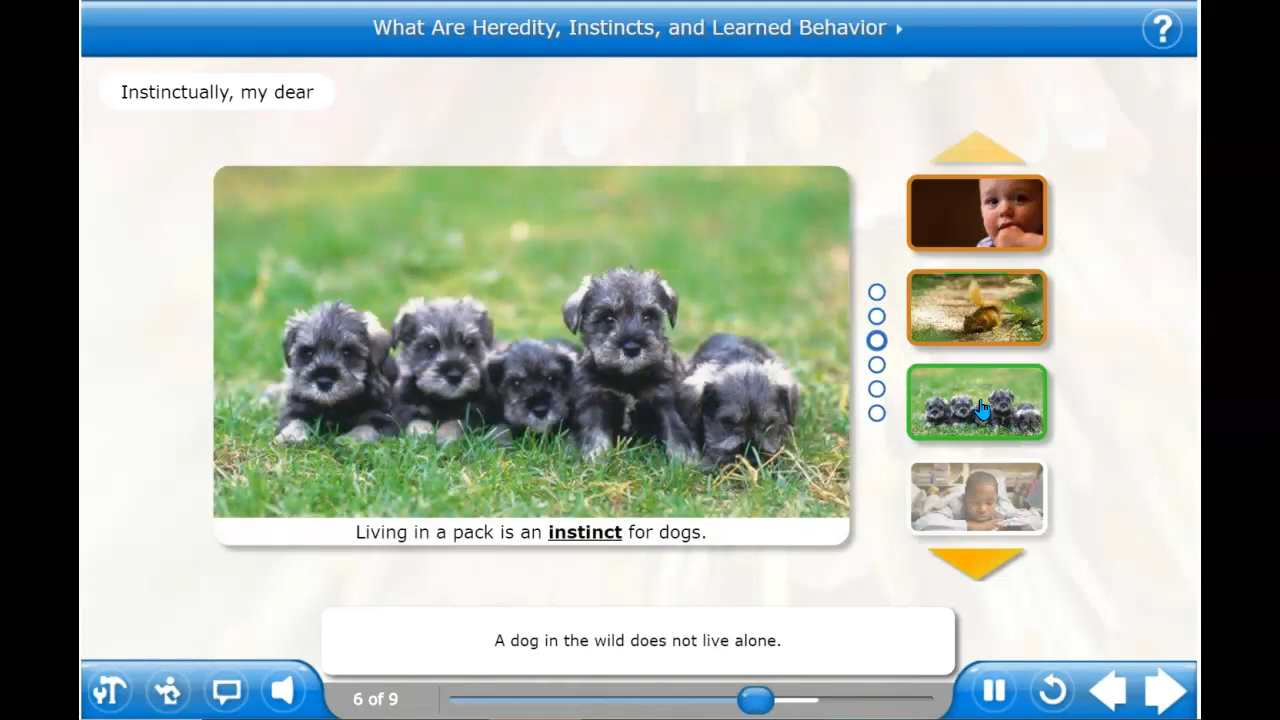 What Are Heredity, Instincts, and Learned Behavior
?
Instinctually, my dear
Living in a pack is an instinct for dogs.
A dog in the wild does not live alone.
6 of 9